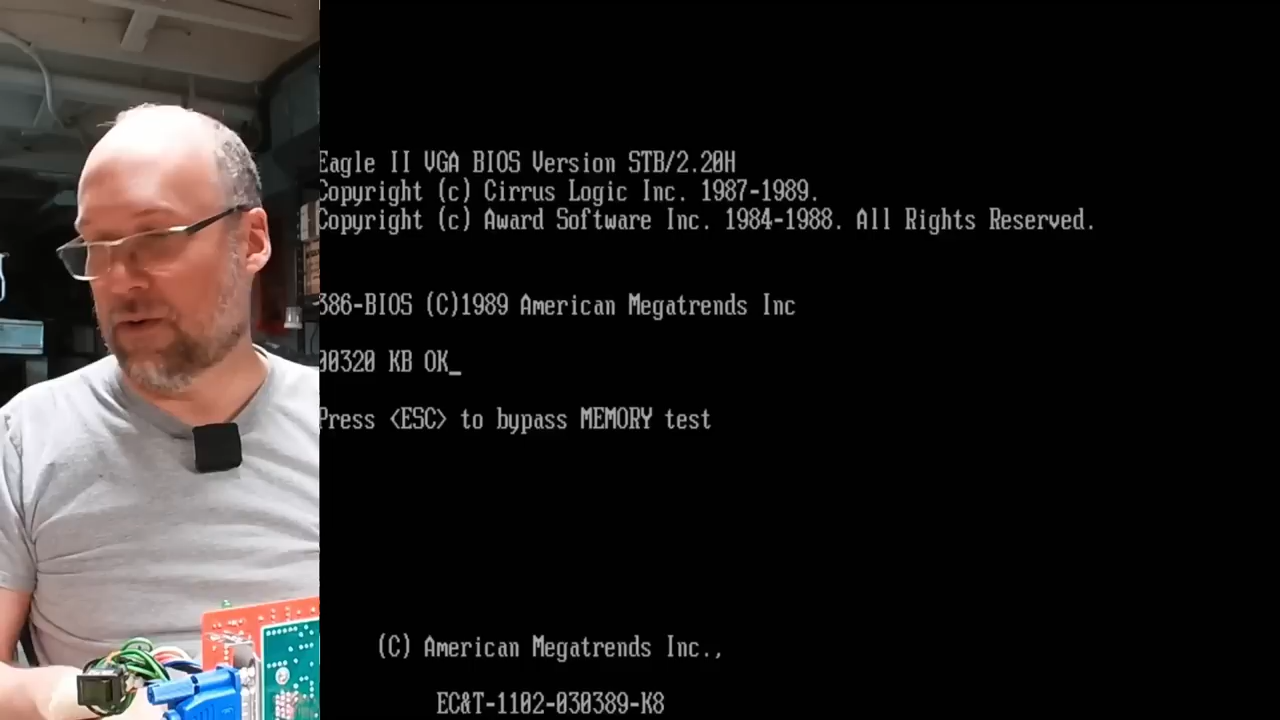 Eagle II VGA BIOS Version STB/2.20H
Copyright (c) Cirrus Logic Inc. 1987-1989.
Copyright (c) Award Software Inc. 1984-1988. All Rights Reserved.
386-BIOS (C)1989 American Megatrends Inc
00320 KB OK_
Press <ESC> to bypass MEMORY test
(C) American Megatrends Inc.,
EC&T-1102-030389-K8